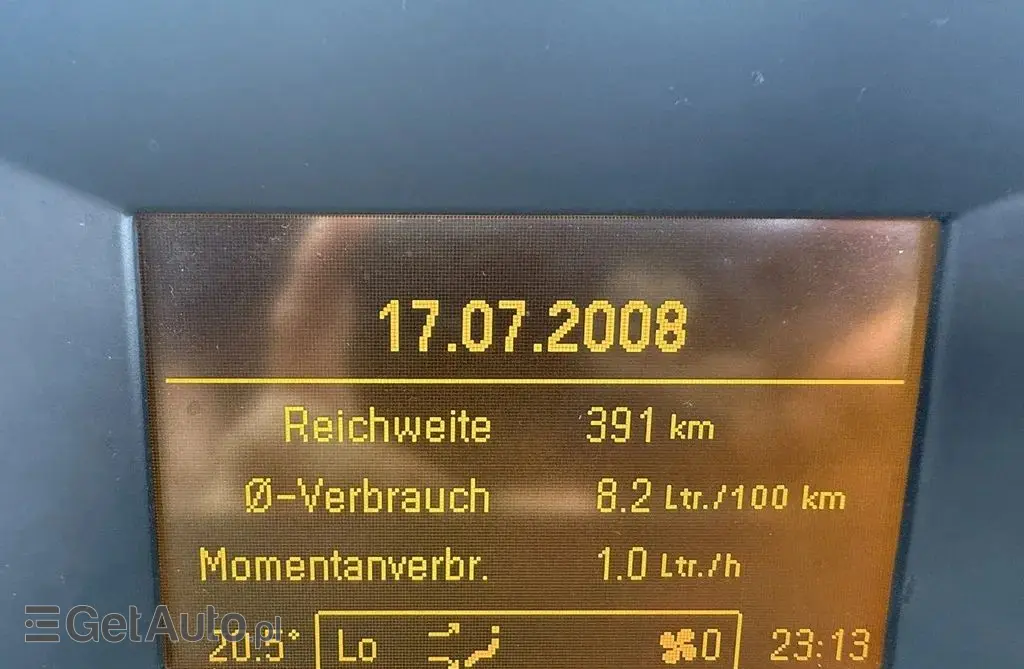 17.07.2008
Reichweite 391 km
Ø-Verbrauch 8.2 Ltr./100 km
Momentanverbr. 1.0 Ltr./h
GetAuto.pl
20.5° Lo 0 23:13